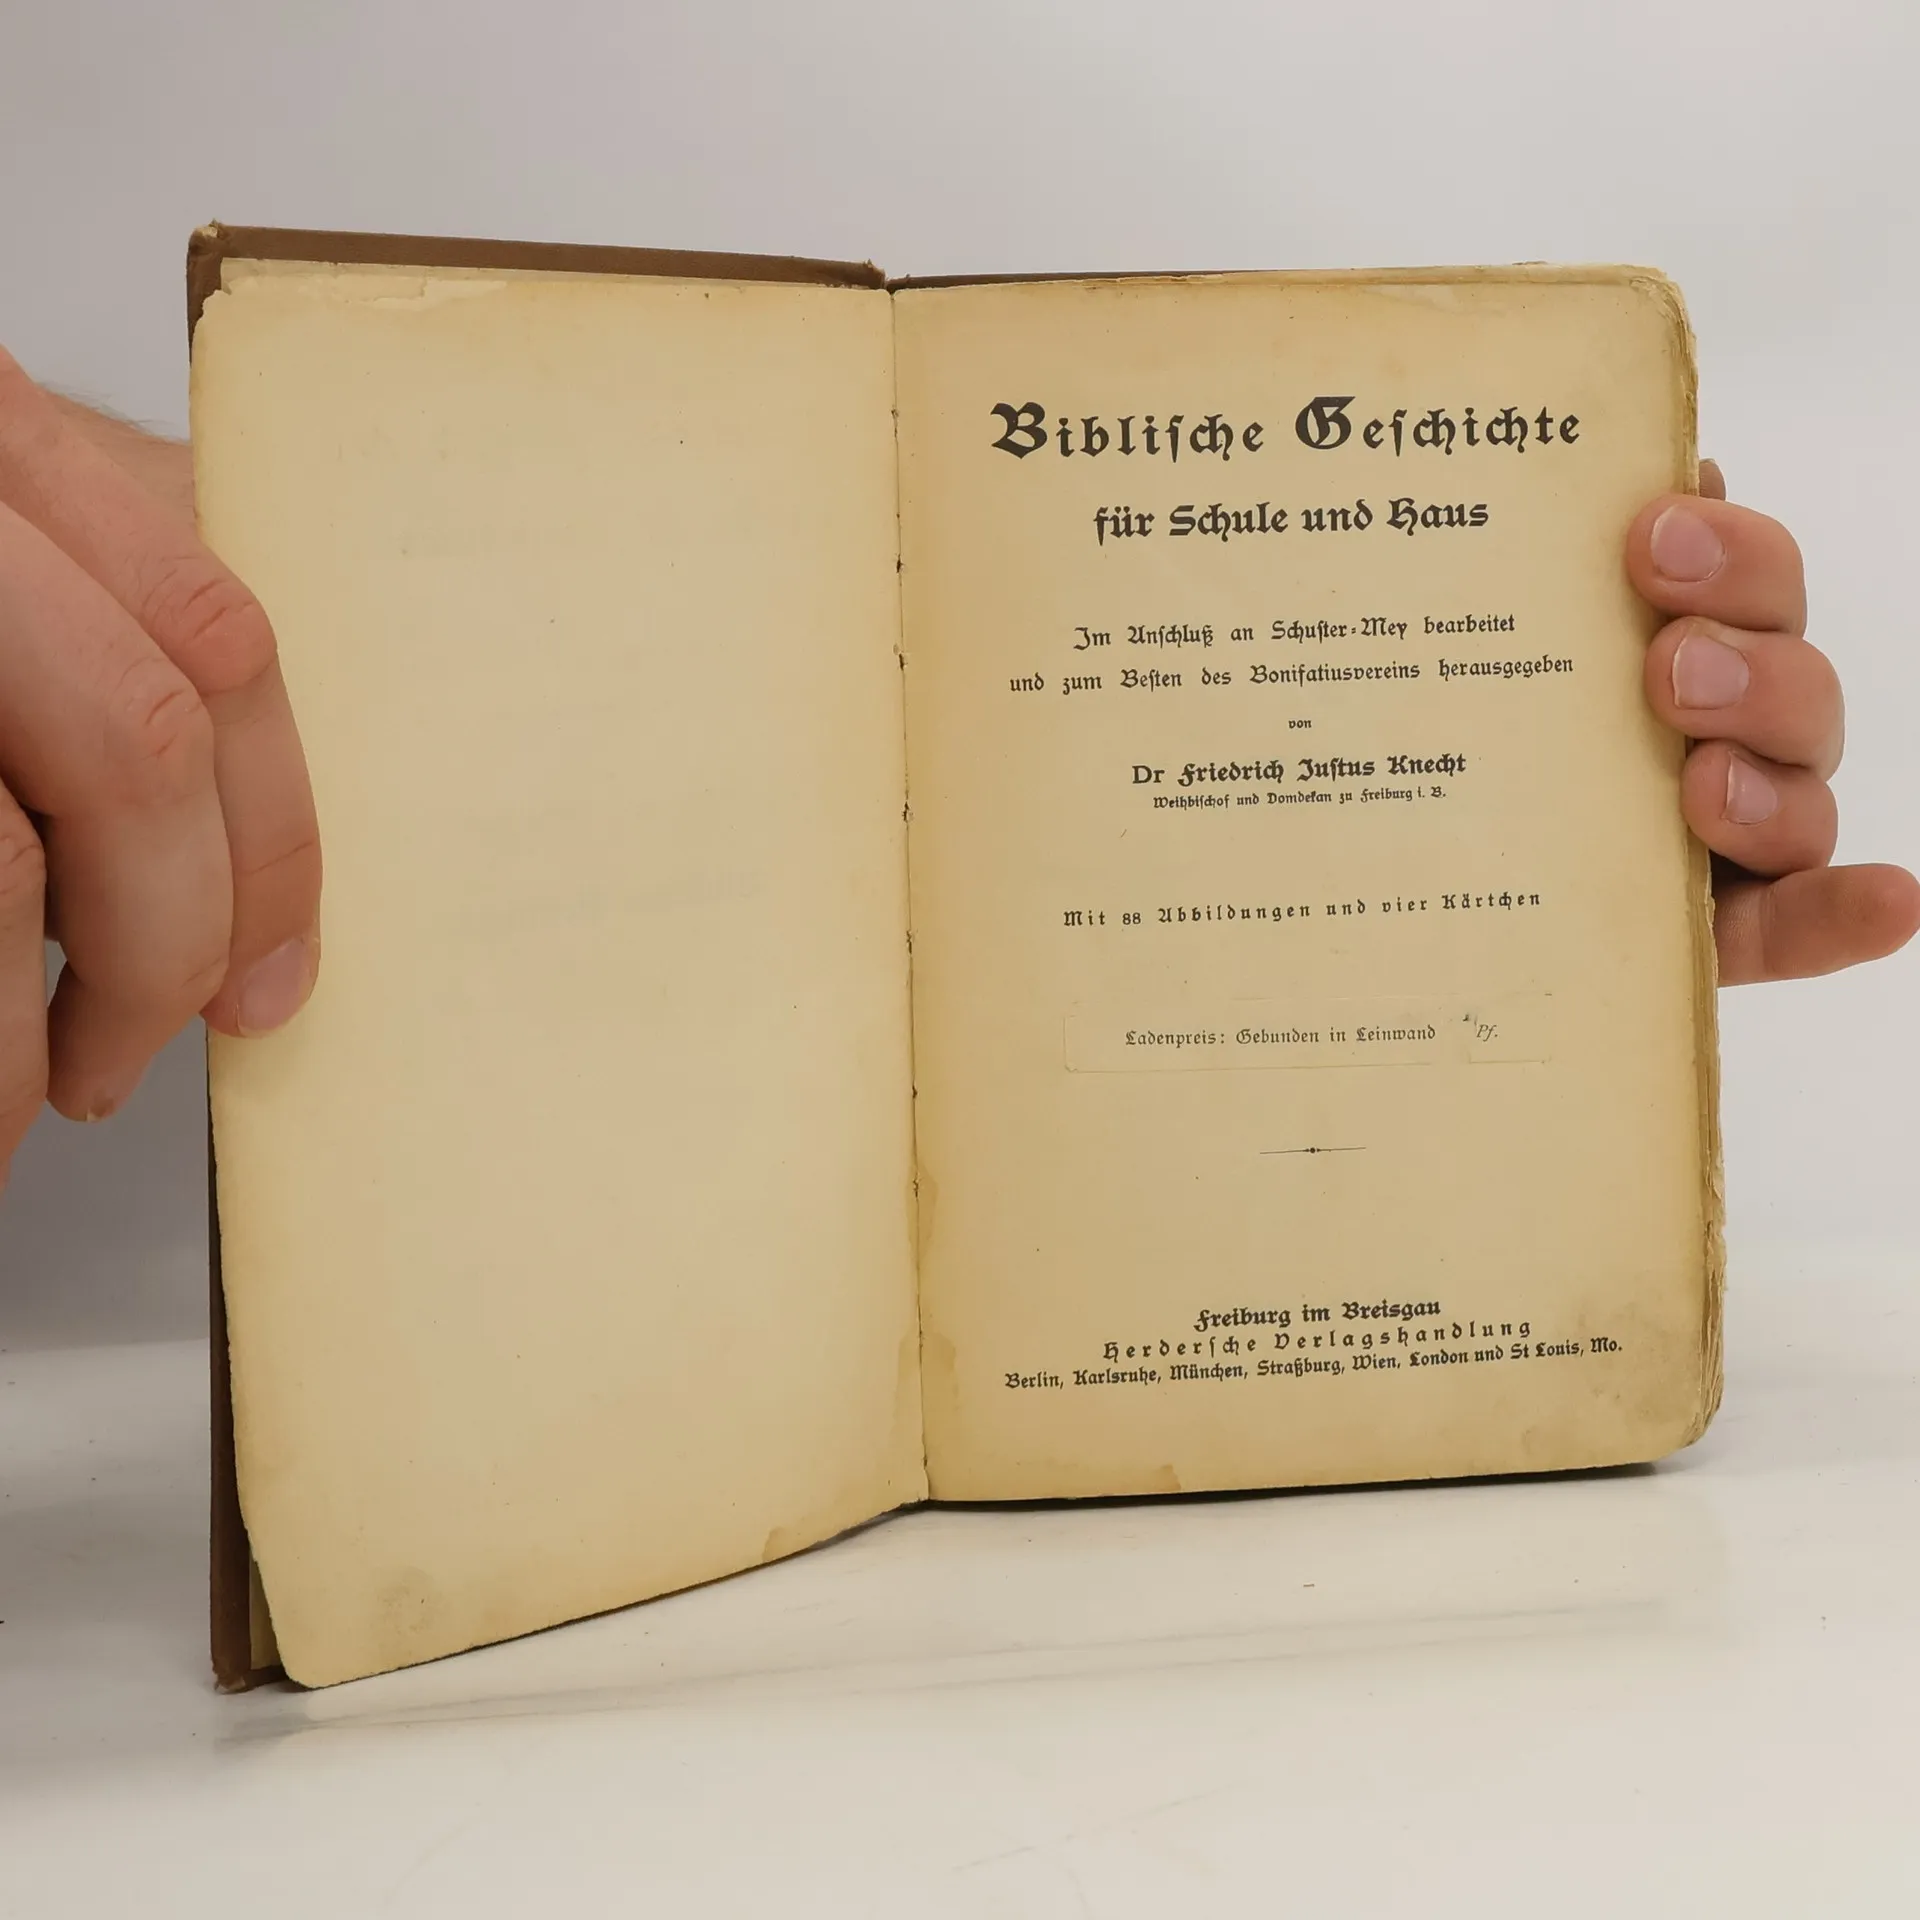 Biblische Geschichte
für Schule und Haus
Im Anschluß an Schuster-Mey bearbeitet
und zum Besten des Bonifatiusvereins herausgegeben
von
Dr Friedrich Justus Knecht
Weihbischof und Domdekan zu Freiburg i. B.
Mit 88 Abbildungen und vier Kärtchen
Ladenpreis: Gebunden in Leinwand Pf.
Freiburg im Breisgau
Herdersche Verlagshandlung
Berlin, Karlsruhe, München, Straßburg, Wien, London und St Louis, Mo.